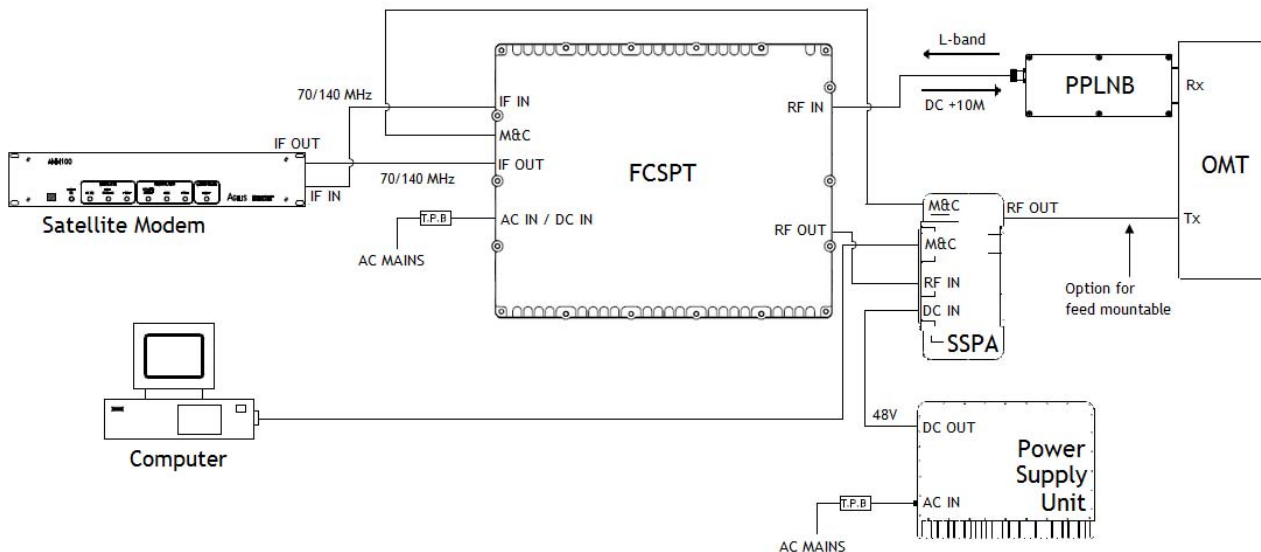 L-band
DC +10M
PPLNB
Rx
OMT
Tx
70/140 MHz
IF IN
M&C
IF OUT
AC IN / DC IN
FCSPT
RF IN
RF OUT
IF OUT
IF IN
70/140 MHz
AGILIS
Satellite Modem
T.P.B
AC MAINS
M&C
M&C
RF IN
DC IN
SSPA
RF OUT
Option for
feed mountable
Computer
48V
DC OUT
Power
Supply
Unit
AC IN
T.P.B
AC MAINS